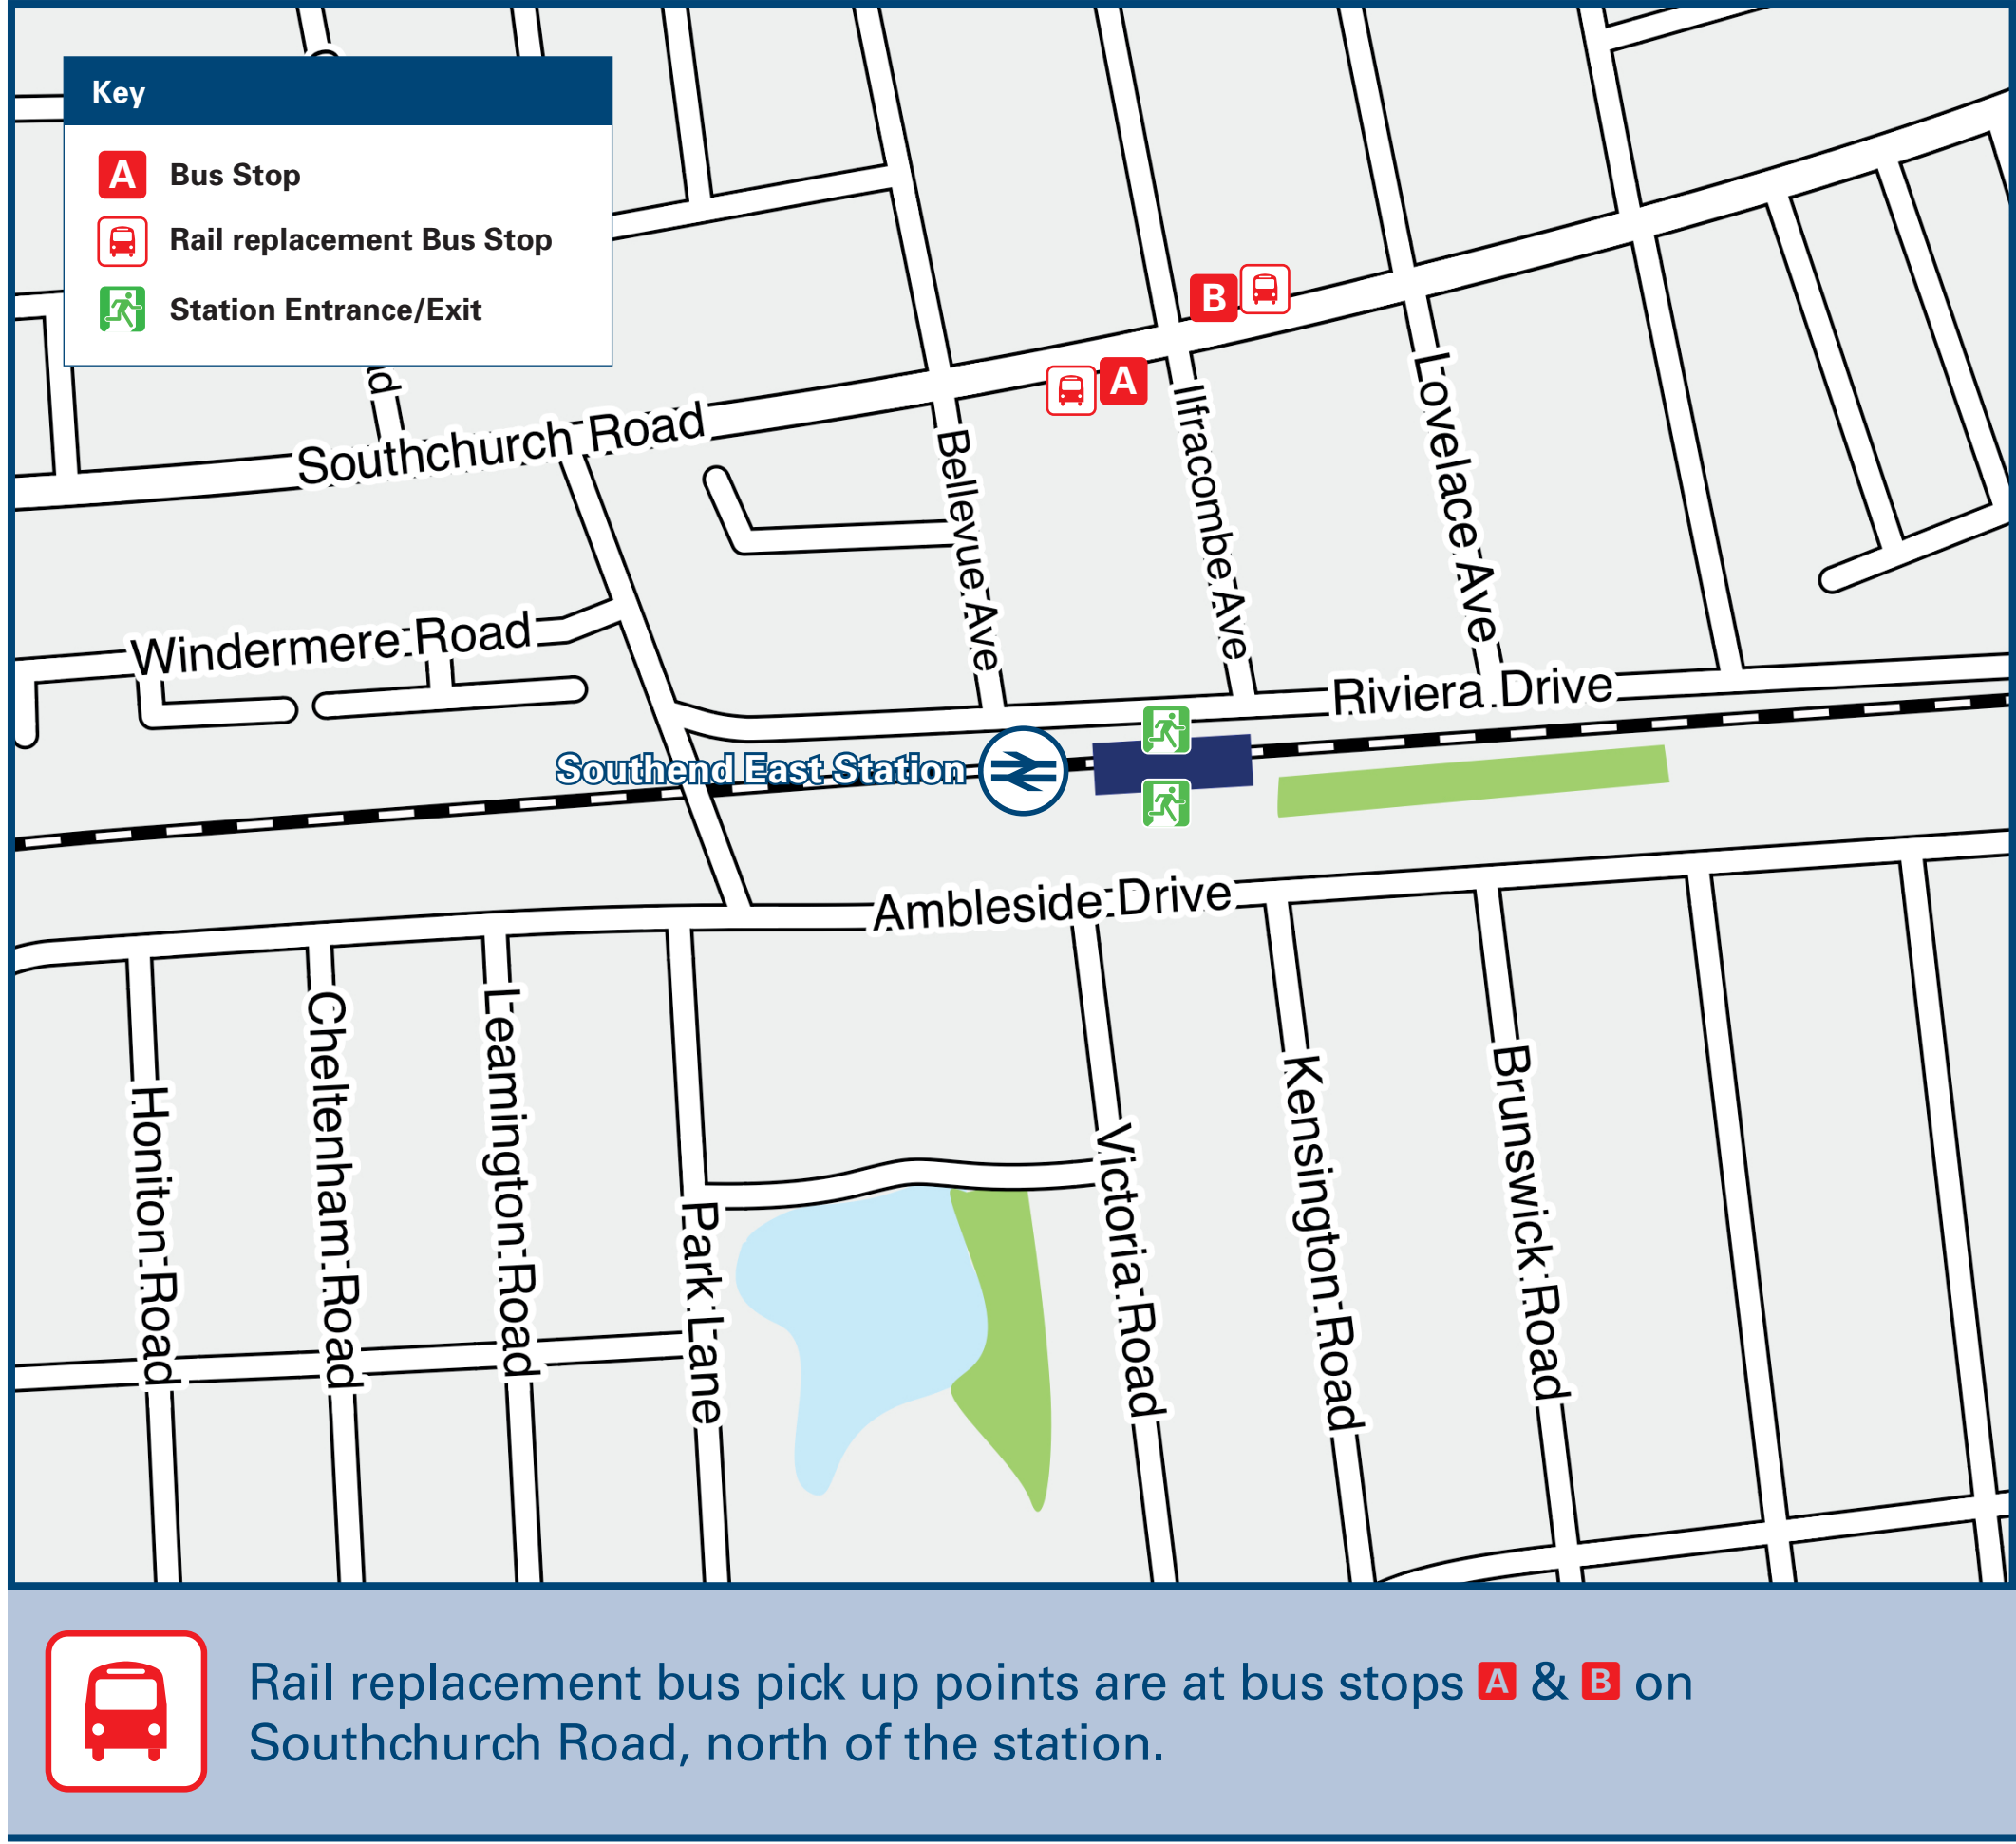 Key
A Bus Stop
Rail replacement Bus Stop
Station Entrance/Exit
B
A
Southchurch Road
Bellevue Ave
Ilfracombe Ave
Lovelace Ave
Windermere Road
Riviera Drive
Southend East Station
Ambleside Drive
Honiton Road
Cheltenham Road
Leamington Road
Park Lane
Victoria Road
Kensington Road
Brunswick Road
Rail replacement bus pick up points are at bus stops A & B on
Southchurch Road, north of the station.